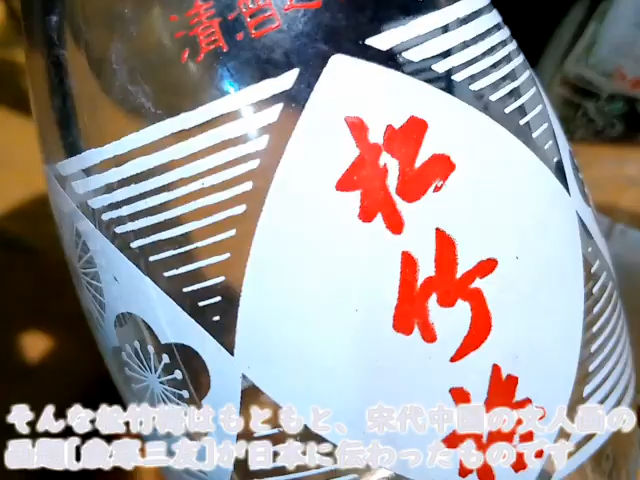 清酒
松竹梅
そんな松竹梅はもともと、宋代中国の文人画の
画題[歳寒三友]が日本に伝わったものです